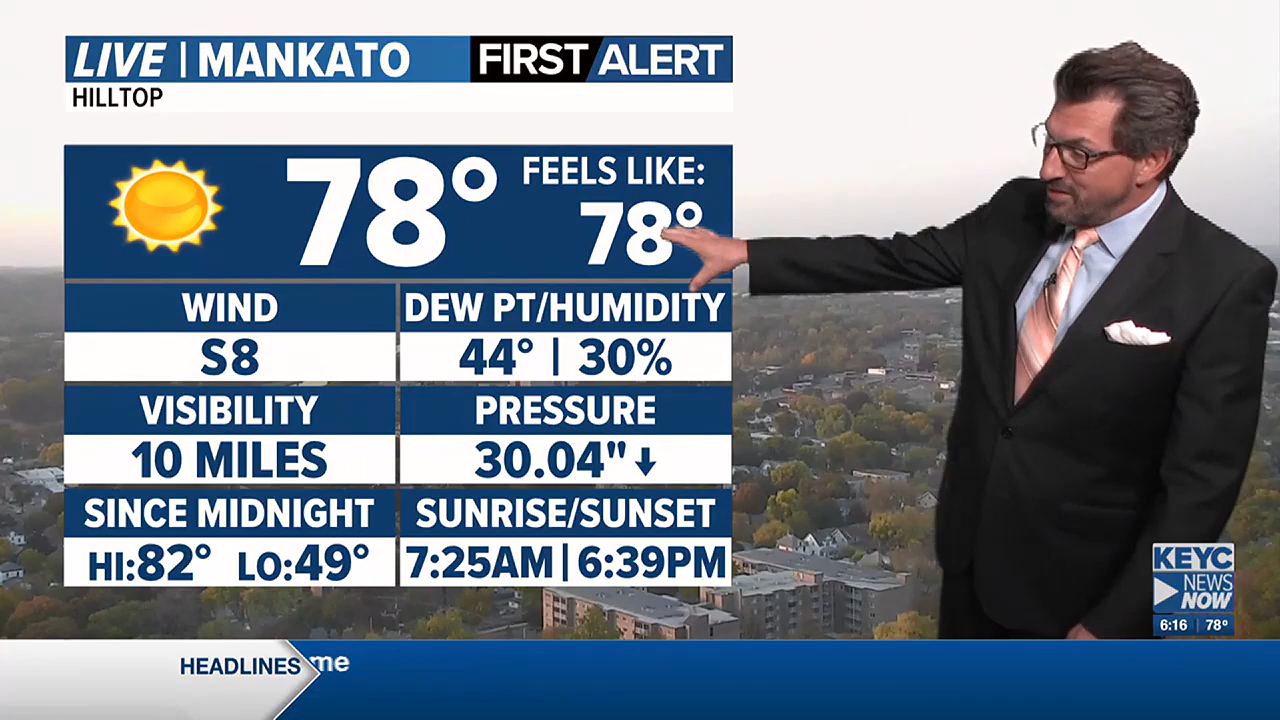 LIVE | MANKATO FIRST ALERT
HILLTOP
78° FEELS LIKE:
78°
WIND DEW PT/HUMIDITY
S8 44° | 30%
VISIBILITY PRESSURE
10 MILES 30.04" ↓
SINCE MIDNIGHT SUNRISE/SUNSET
HI:82° LO:49° 7:25AM | 6:39PM
KEYC
NEWS
NOW
6:16 | 78°
HEADLINES me